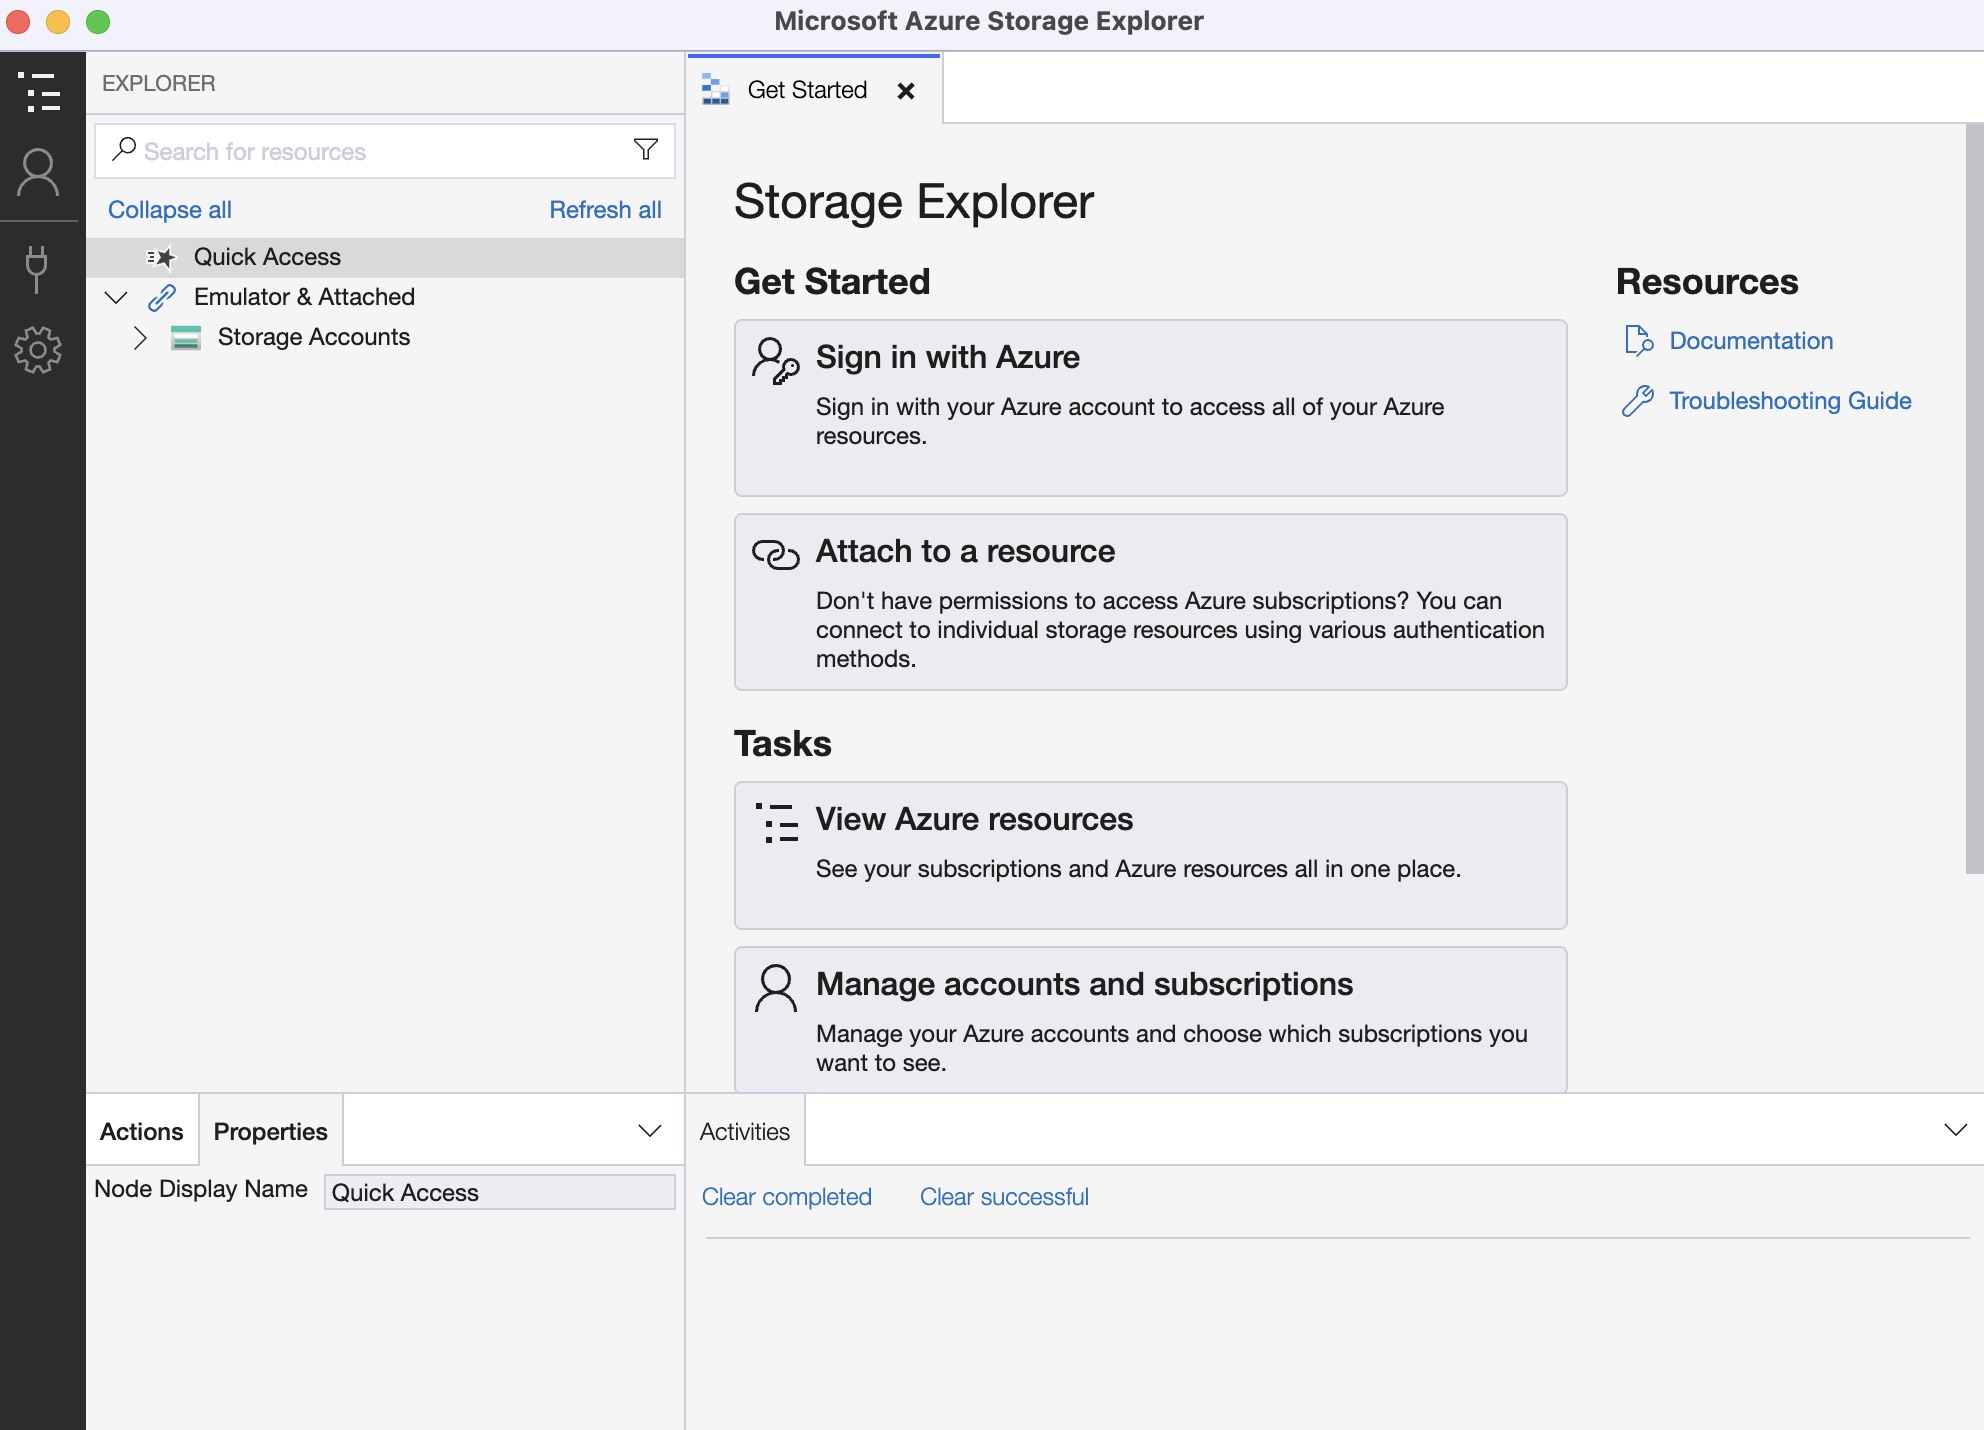 Microsoft Azure Storage Explorer
EXPLORER
Search for resources
Collapse all
Refresh all
Quick Access
Emulator & Attached
Storage Accounts
Get Started
Storage Explorer
Get Started
Sign in with Azure
Sign in with your Azure account to access all of your Azure
resources.
Attach to a resource
Don't have permissions to access Azure subscriptions? You can
connect to individual storage resources using various authentication
methods.
Tasks
View Azure resources
See your subscriptions and Azure resources all in one place.
Manage accounts and subscriptions
Manage your Azure accounts and choose which subscriptions you
want to see.
Resources
Documentation
Troubleshooting Guide
Actions
Properties
Node Display Name
Quick Access
Activities
Clear completed
Clear successful